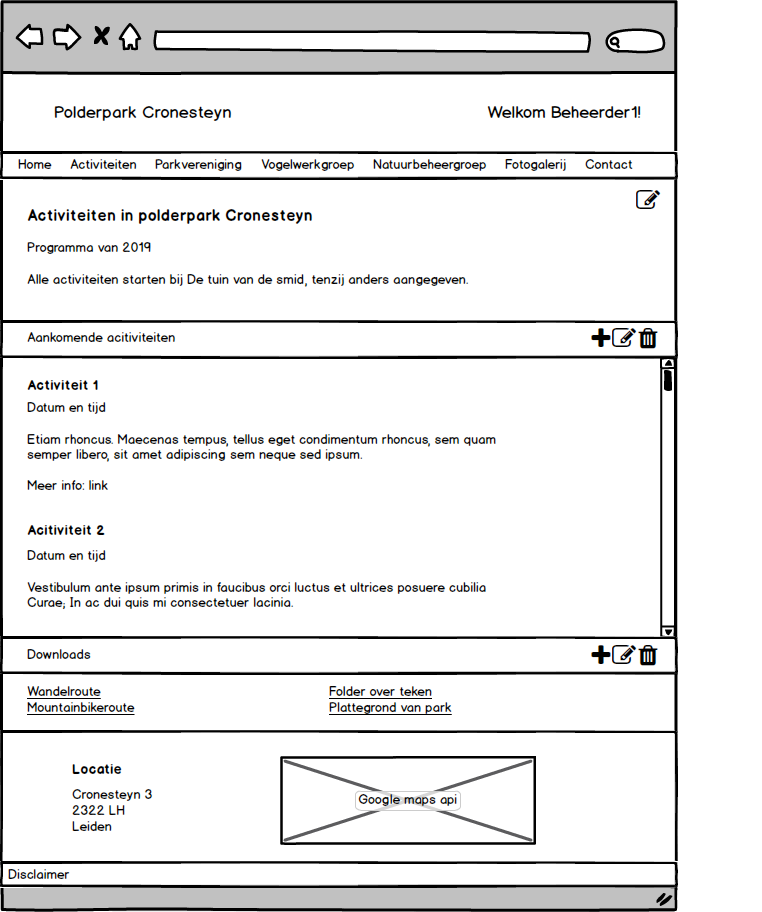 Polderpark Cronesteyn
Welkom Beheerder1!
Home Activiteiten Parkvereniging Vogelwerkgroep Natuurbeheergroep Fotogalerij Contact
Activiteiten in polderpark Cronesteyn
Programma van 2019
Alle activiteiten starten bij De tuin van de smid, tenzij anders aangegeven.
Aankomende acitiviteiten
Activiteit 1
Datum en tijd
Etiam rhoncus. Maecenas tempus, tellus eget condimentum rhoncus, sem quam
semper libero, sit amet adipiscing sem neque sed ipsum.
Meer info: link
Acitiviteit 2
Datum en tijd
Vestibulum ante ipsum primis in faucibus orci luctus et ultrices posuere cubilia
Curae; In ac dui quis mi consectetuer lacinia.
Downloads
Wandelroute
Mountainbikeroute
Folder over teken
Plattegrond van park
Locatie
Cronesteyn 3
2322 LH
Leiden
Google maps api
Disclaimer